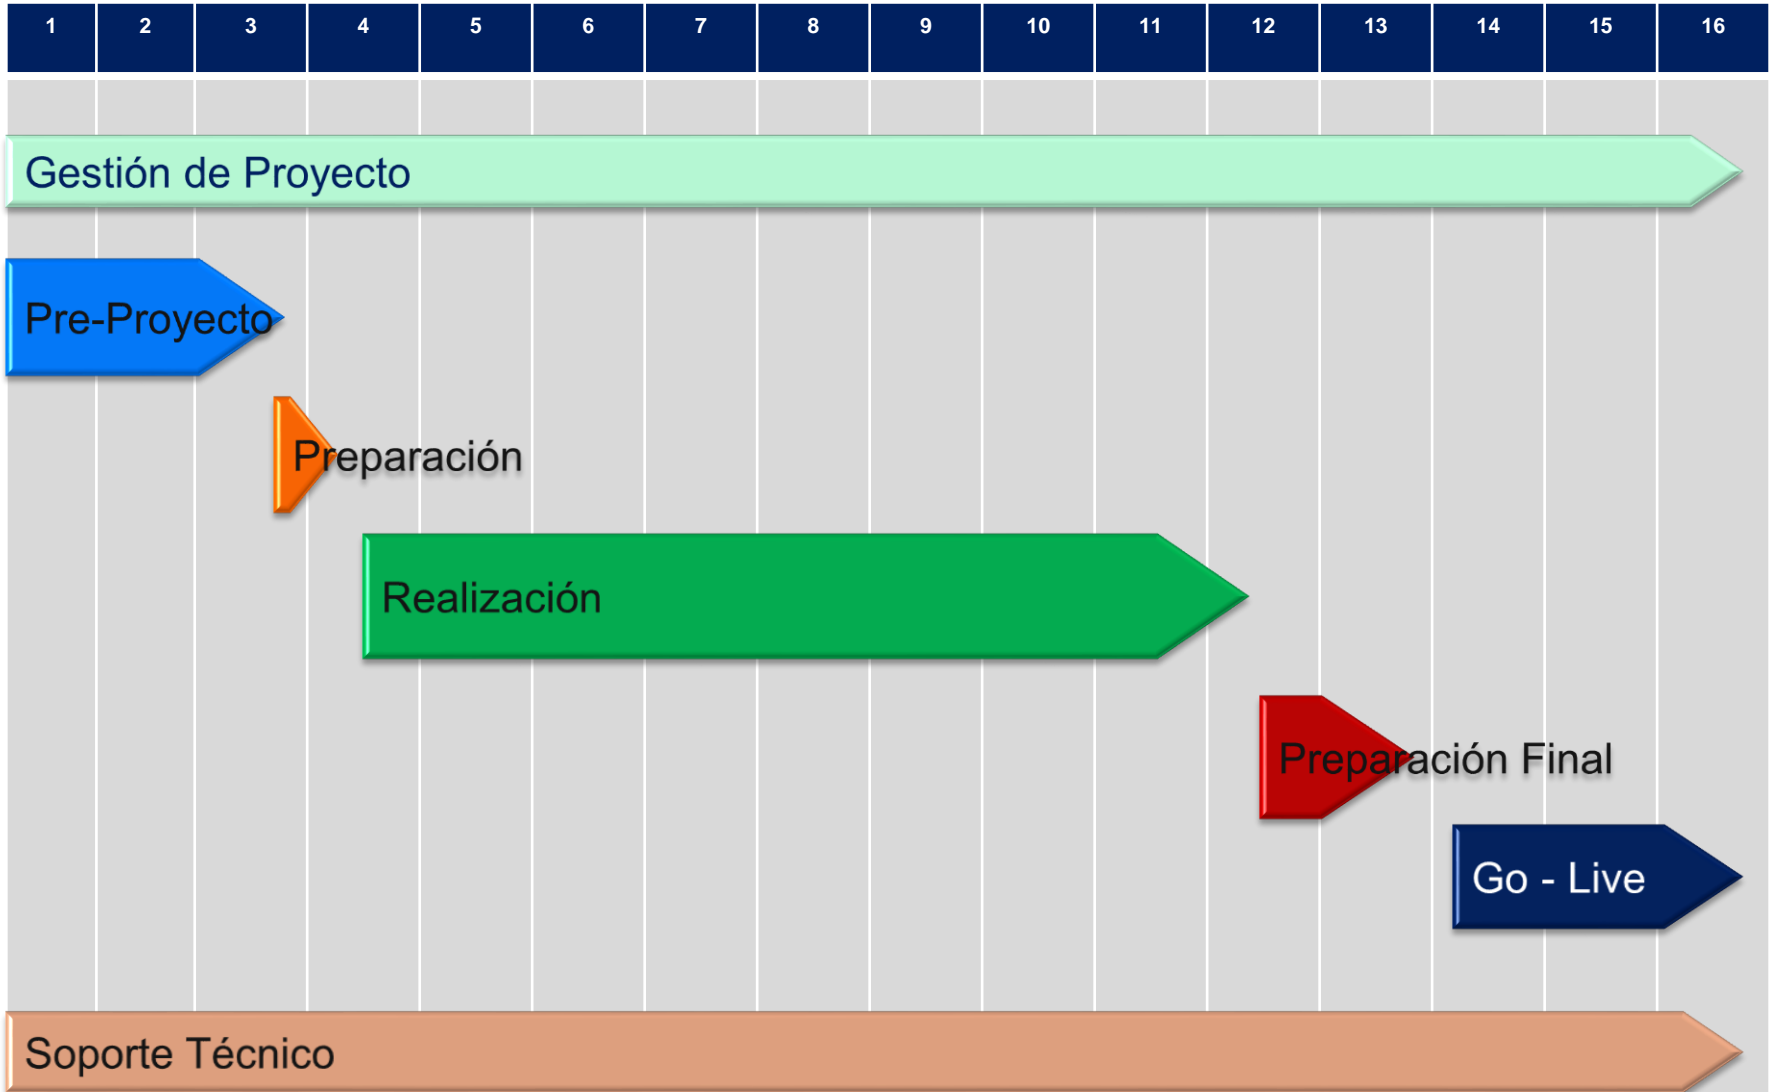 1 2 3 4 5 6 7 8 9 10 11 12 13 14 15 16
Gestión de Proyecto
Pre-Proyecto
Preparación
Realización
Preparación Final
Go - Live
Soporte Técnico